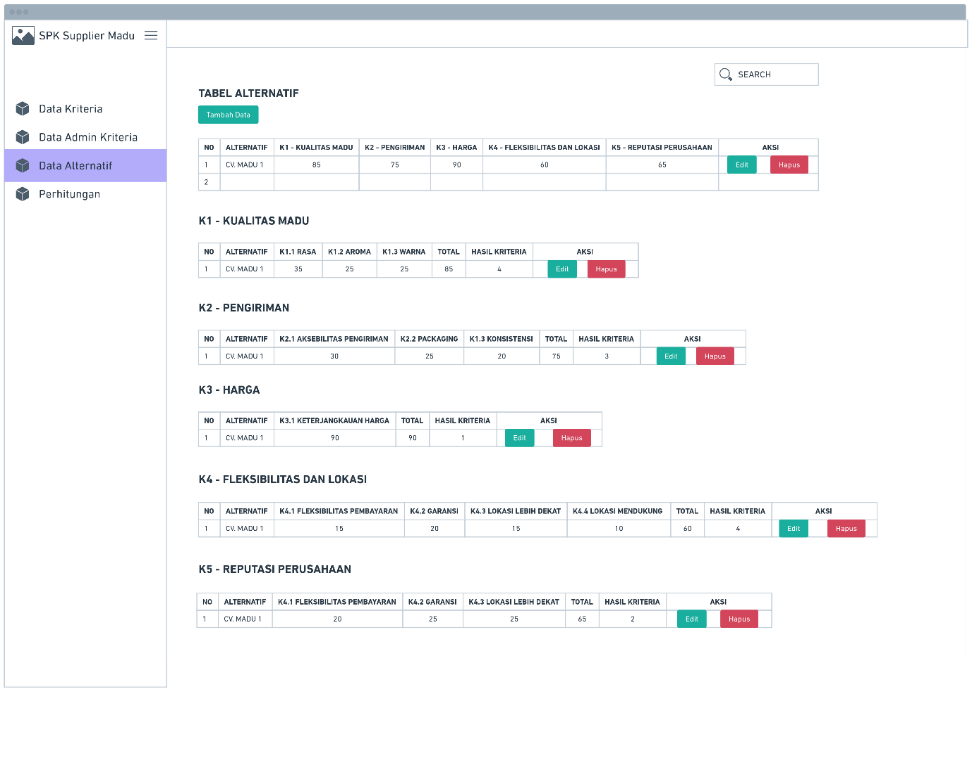 SPK Supplier Madu
Data Kriteria
Data Admin Kriteria
Data Alternatif
Perhitungan
SEARCH
TABEL ALTERNATIF
Tambah Data
NO ALTERNATIF K1 - KUALITAS MADU K2 - PENGIRIMAN K3 - HARGA K4 - FLEKSIBILITAS DAN LOKASI K5 - REPUTASI PERUSAHAAN AKSI
1 CV. MADU 1 85 75 90 60 65 Edit Hapus
2
K1 - KUALITAS MADU
NO ALTERNATIF K1.1 RASA K1.2 AROMA K1.3 WARNA TOTAL HASIL KRITERIA AKSI
1 CV. MADU 1 35 25 25 85 4 Edit Hapus
K2 - PENGIRIMAN
NO ALTERNATIF K2.1 AKSEBILITAS PENGIRIMAN K2.2 PACKAGING K1.3 KONSISTENSI TOTAL HASIL KRITERIA AKSI
1 CV. MADU 1 30 25 20 75 3 Edit Hapus
K3 - HARGA
NO ALTERNATIF K3.1 KETERJANGKAUAN HARGA TOTAL HASIL KRITERIA AKSI
1 CV. MADU 1 90 90 1 Edit Hapus
K4 - FLEKSIBILITAS DAN LOKASI
NO ALTERNATIF K4.1 FLEKSIBILITAS PEMBAYARAN K4.2 GARANSI K4.3 LOKASI LEBIH DEKAT K4.4 LOKASI MENDUKUNG TOTAL HASIL KRITERIA AKSI
1 CV. MADU 1 15 20 15 10 60 4 Edit Hapus
K5 - REPUTASI PERUSAHAAN
NO ALTERNATIF K4.1 FLEKSIBILITAS PEMBAYARAN K4.2 GARANSI K4.3 LOKASI LEBIH DEKAT TOTAL HASIL KRITERIA AKSI
1 CV. MADU 1 20 25 25 65 2 Edit Hapus